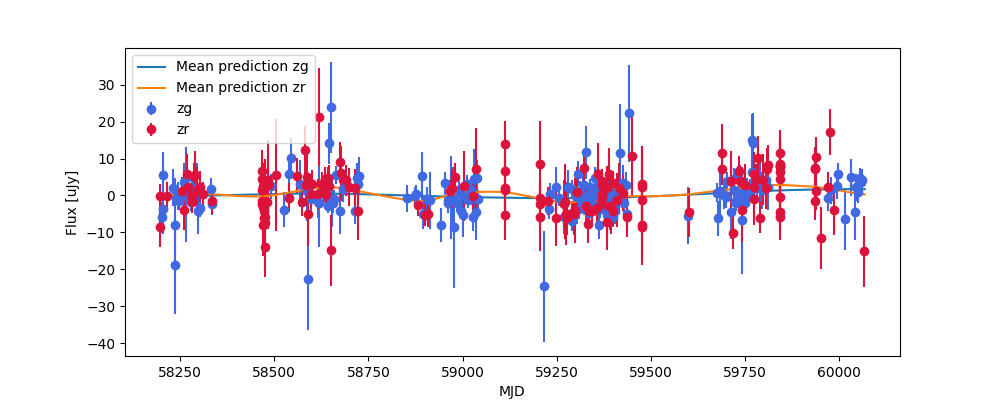 Mean prediction zg
Mean prediction zr
zg
zr
30
20
10
0
−10
−20
−30
−40
Flux [uJy]
58250 58500 58750 59000 59250 59500 59750 60000
MJD